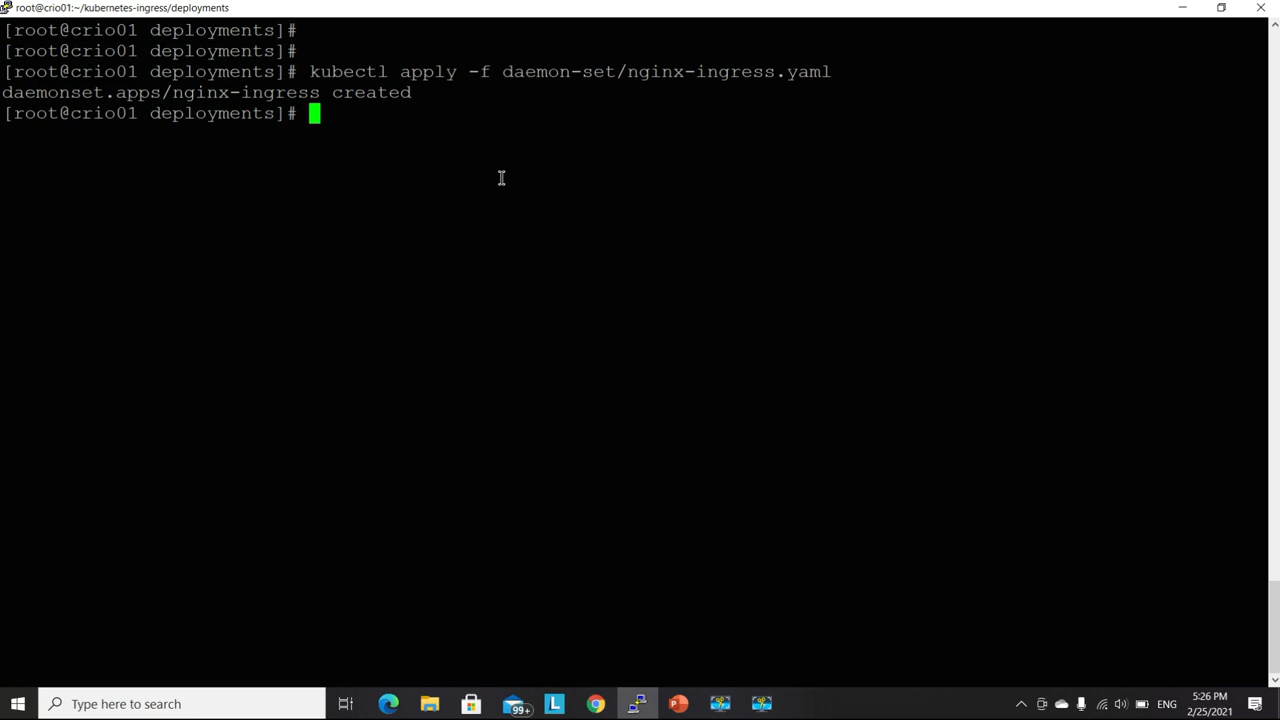 root@crio01:~/kubernetes-ingress/deployments
[root@crio01 deployments]#
[root@crio01 deployments]#
[root@crio01 deployments]# kubectl apply -f daemon-set/nginx-ingress.yaml
daemonset.apps/nginx-ingress created
[root@crio01 deployments]#
Type here to search
99+
L
P
ENG
5:26 PM
2/25/2021